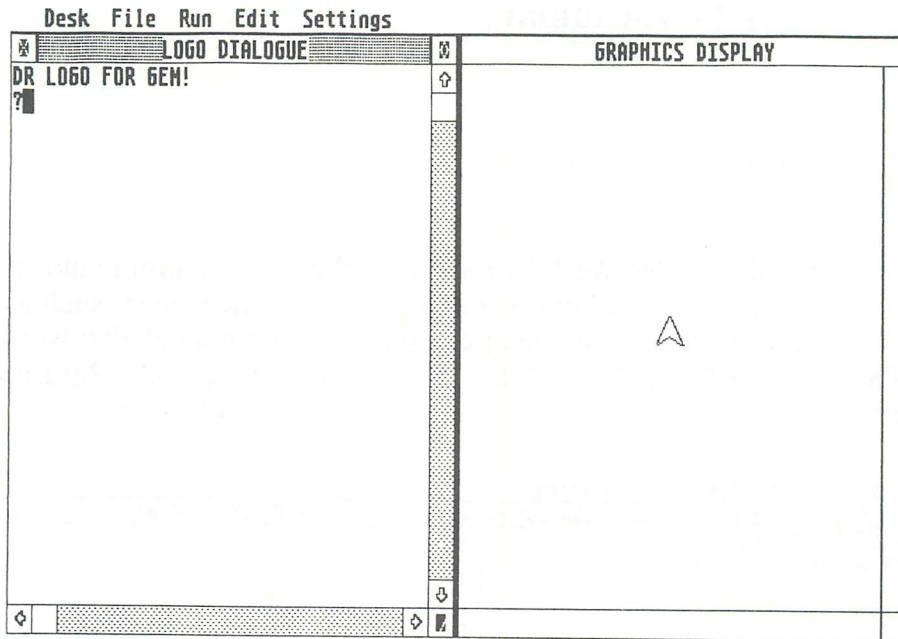 Desk File Run Edit Settings
LOGO DIALOGUE
GRAPHICS DISPLAY
DR LOGO FOR GEM!
?